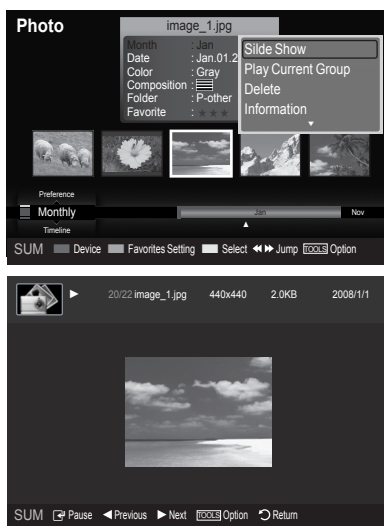 Photo
image_1.jpg
Month : Jan
Date : Jan.01.2
Color : Gray
Composition :
Folder : P-other
Favorite : ★★★
Silde Show
Play Current Group
Delete
Information
Preference
Monthly
Timeline
Jan
Nov
SUM Device Favorites Setting Select Jump TOOLS Option
20/22 image_1.jpg 440x440 2.0KB 2008/1/1
SUM Pause Previous Next TOOLS Option Return